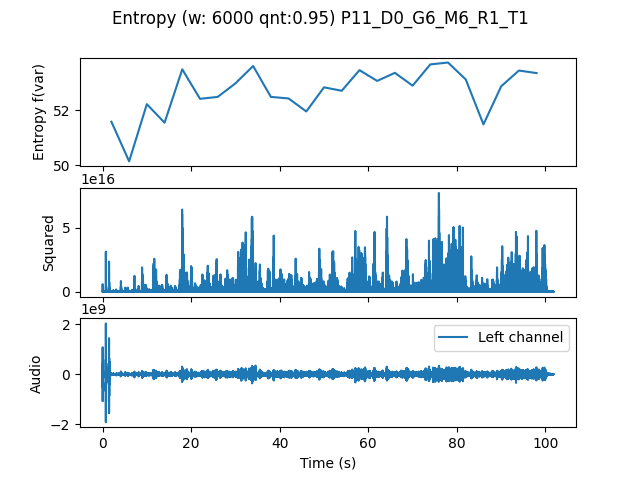 Entropy (w: 6000 qnt:0.95) P11_D0_G6_M6_R1_T1
Entropy f(var)
52
50
1e16
Squared
5
0
1e9
Audio
2
0
−2
Left channel
0 20 40 60 80 100
Time (s)